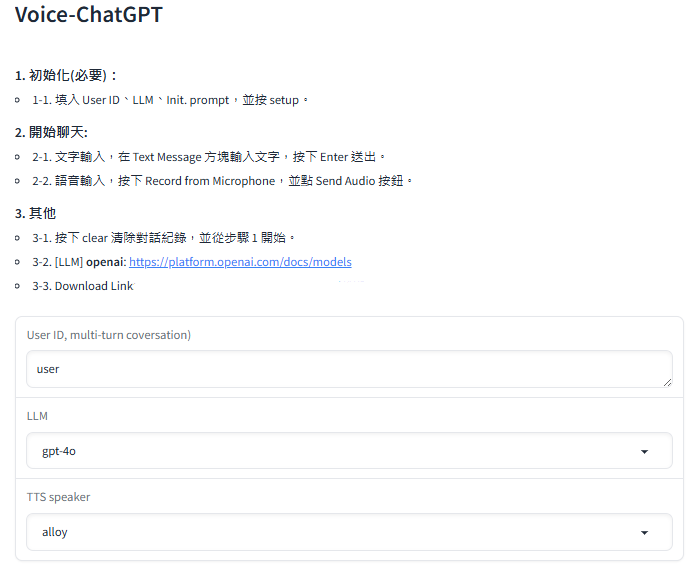 Voice-ChatGPT
1. 初始化(必要)：
1-1. 填入 User ID、LLM、Init. prompt，並按 setup。
2. 開始聊天:
2-1. 文字輸入，在 Text Message 方塊輸入文字，按下 Enter 送出。
2-2. 語音輸入，按下 Record from Microphone，並點 Send Audio 按鈕。
3. 其他
3-1. 按下 clear 清除對話紀錄，並從步驟 1 開始。
3-2. [LLM] openai: https://platform.openai.com/docs/models
3-3. Download Link
User ID, multi-turn coversation)
user
LLM
gpt-4o
TTS speaker
alloy